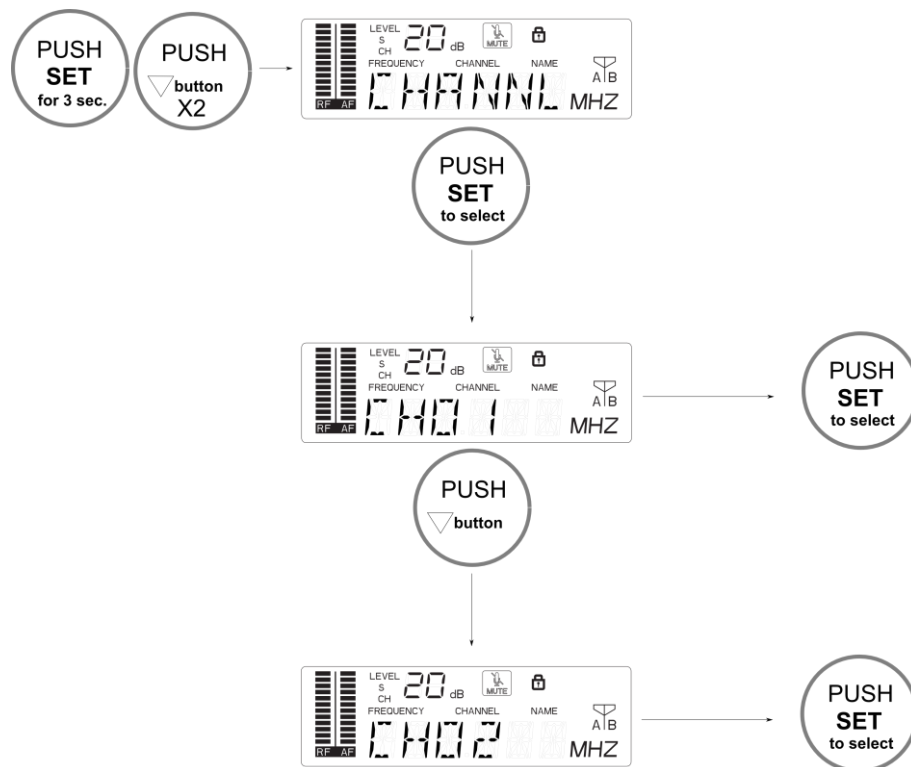 PUSH
SET
for 3 sec.
PUSH
button
X2
LEVEL
S
CH
20 dB
MUTE
FREQUENCY CHANNEL NAME
A B
RF AF
CHANNL MHZ
PUSH
SET
to select
LEVEL
S
CH
20 dB
MUTE
FREQUENCY CHANNEL NAME
A B
RF AF
CH01 MHZ
PUSH
SET
to select
PUSH
button
LEVEL
S
CH
20 dB
MUTE
FREQUENCY CHANNEL NAME
A B
RF AF
CH02 MHZ
PUSH
SET
to select